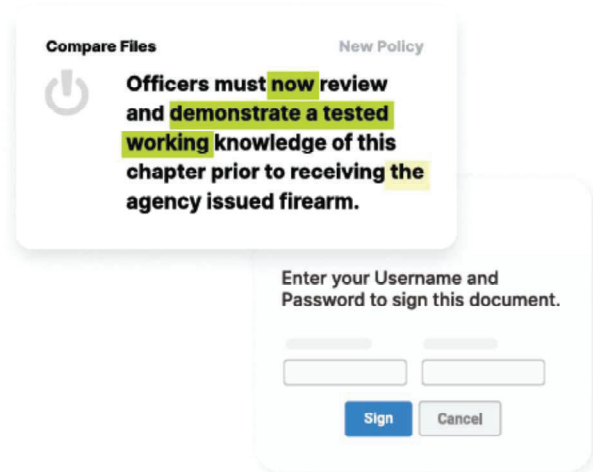 Compare Files
New Policy
Officers must now review
and demonstrate a tested
working knowledge of this
chapter prior to receiving the
agency issued firearm.
Enter your Username and
Password to sign this document.
Sign
Cancel